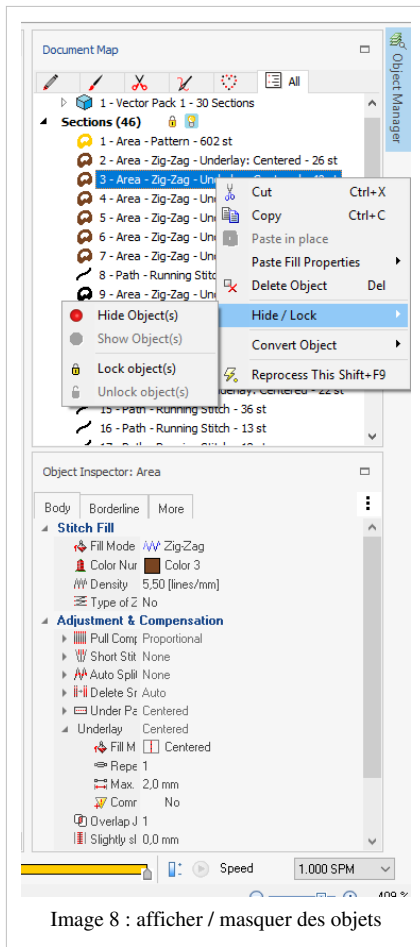 Document Map
Object Manager
All
1 - Vector Pack 1 - 30 Sections
Sections (46)
1 - Area - Pattern - 602 st
2 - Area - Zig-Zag - Underlay: Centered - 26 st
3 - Area - Zig-Zag -
4 - Area - Zig-Zag - Un
5 - Area - Zig-Zag - Un
6 - Area - Zig-Zag - Un
7 - Area - Zig-Zag - Un
8 - Path - Running Stitc
9 - Area - Zig-Zag - Un
Cut Ctrl+X
Copy Ctrl+C
Paste in place
Paste Fill Properties
Delete Object Del
Hide / Lock
Convert Object
Reprocess This Shift+F9
Hide Object(s)
Show Object(s)
Lock object(s)
Unlock object(s)
15 - Path - Running Stitch - 36 st
16 - Path - Running Stitch - 13 st
Object Inspector: Area
Body Borderline More
Stitch Fill
Fill Mode Zig-Zag
Color Nur Color 3
Density 5,50 [lines/mm]
Type of Z No
Adjustment & Compensation
Pull Comp Proportional
Short Stit None
Auto Split None
Delete Sr Auto
Under Pa Centered
Underlay Centered
Fill M Centered
Repe 1
Max. 2,0 mm
Comr No
Overlap J 1
Slightly sl 0,0 mm
Speed 1.000 SPM
409 %
Image 8 : afficher / masquer des objets